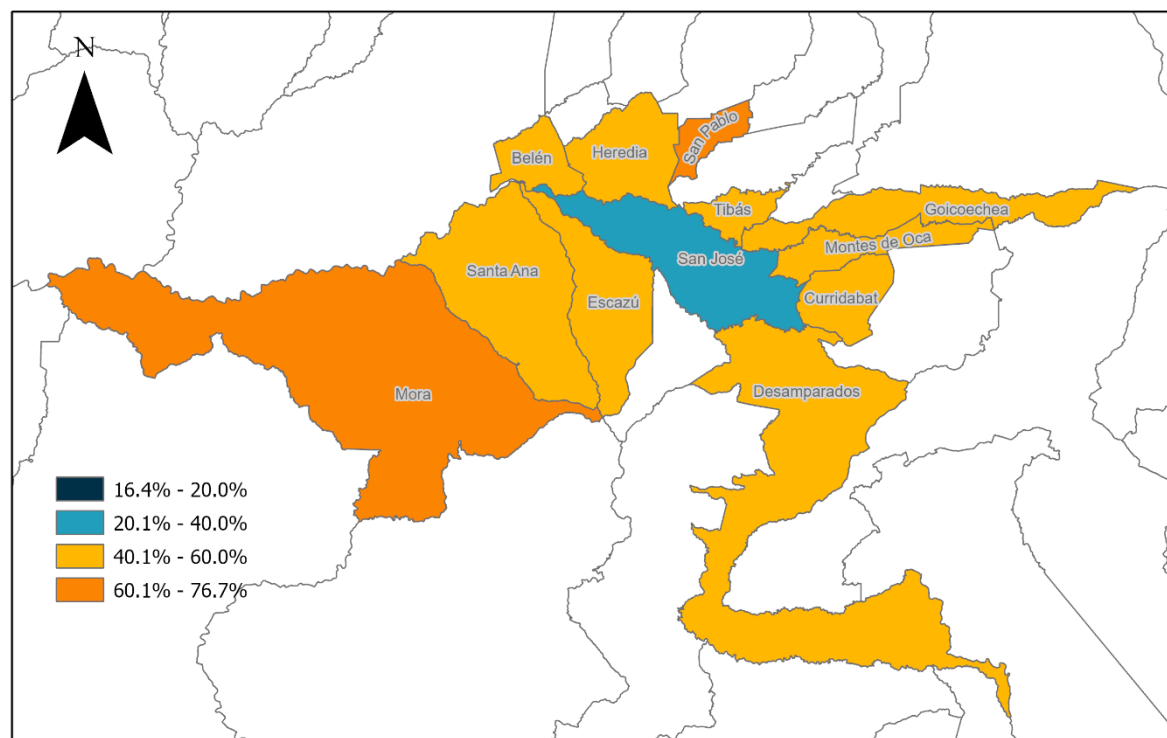 N
San Pablo
Belén
Heredia
Tibás
Goicoechea
Montes de Oca
San José
Santa Ana
Escazú
Curridabat
Mora
Desamparados
16.4% - 20.0%
20.1% - 40.0%
40.1% - 60.0%
60.1% - 76.7%